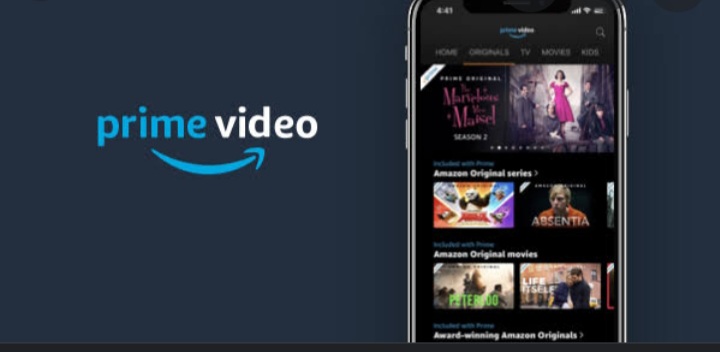 prime video
4:41
prime video
HOME ORIGINALS TV MOVIES KIDS
PRIME ORIGINAL
The
Marvelous
Mrs.
Maisel
SEASON 2
Included with Prime
Amazon Original series >
ABSENTIA
Included with Prime
Amazon Original movies
PETERLOO
LIFE
ITSELF
Included with Prime
Award-winning Amazon Originals >